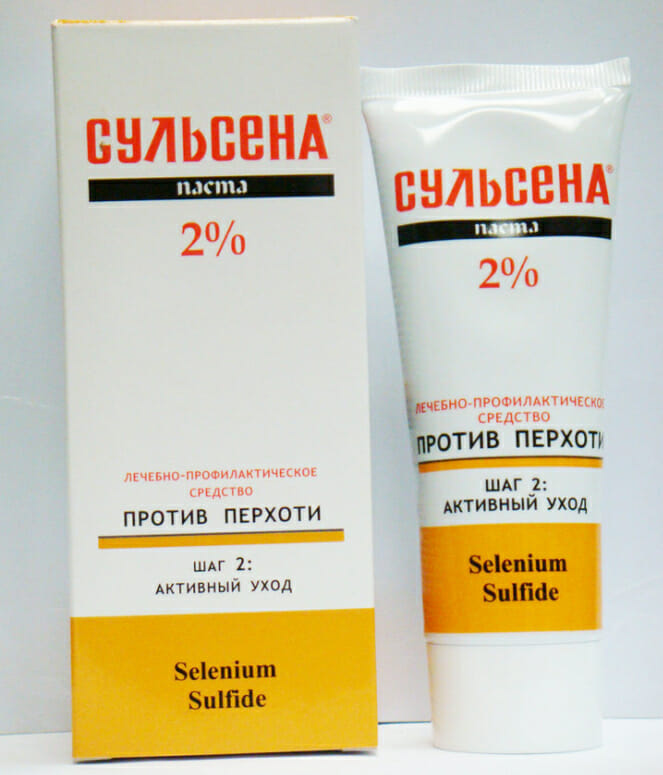 СУЛЬСЕНА®
паста
2%
ЛЕЧЕБНО-ПРОФИЛАКТИЧЕСКОЕ
СРЕДСТВО
ПРОТИВ ПЕРХОТИ
ШАГ 2:
АКТИВНЫЙ УХОД
Selenium
Sulfide
СУЛЬСЕНА®
паста
2%
ЛЕЧЕБНО-ПРОФИЛАКТИЧЕСКОЕ
СРЕДСТВО
ПРОТИВ ПЕРХОТИ
ШАГ 2:
АКТИВНЫЙ УХОД
Selenium
Sulfide